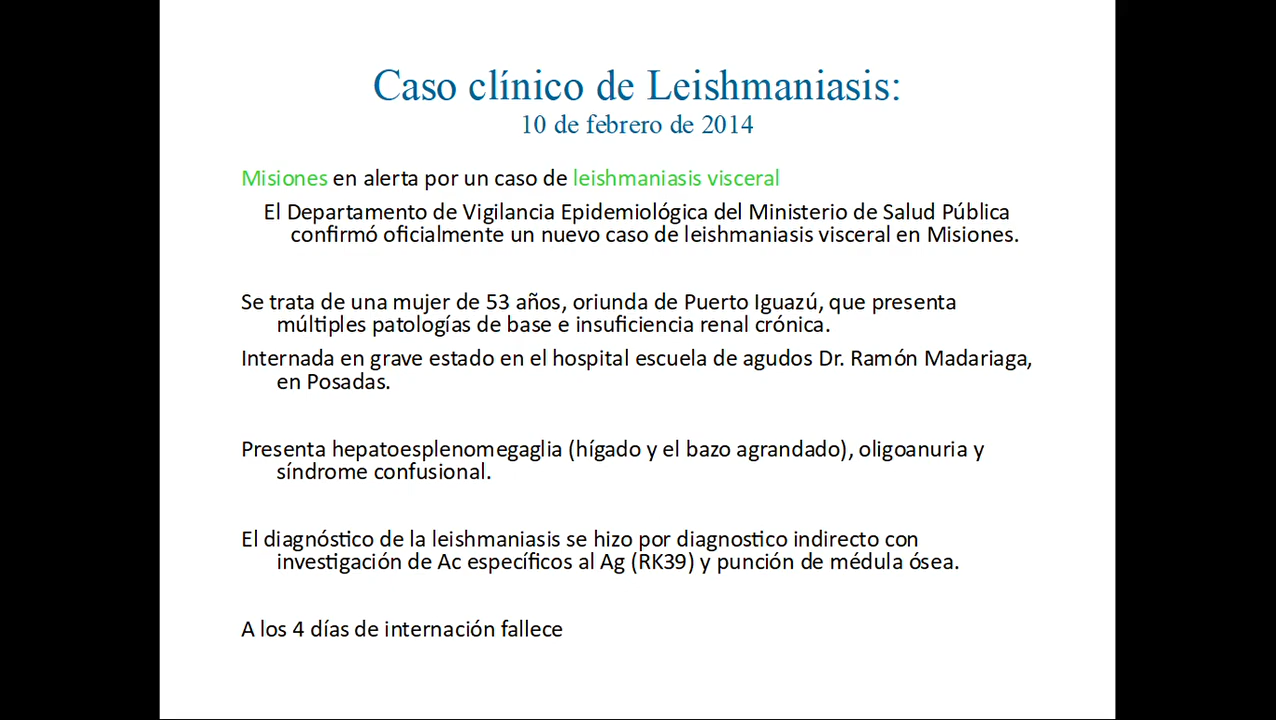 Caso clínico de Leishmaniasis:
10 de febrero de 2014
Misiones en alerta por un caso de leishmaniasis visceral
El Departamento de Vigilancia Epidemiológica del Ministerio de Salud Pública
confirmó oficialmente un nuevo caso de leishmaniasis visceral en Misiones.
Se trata de una mujer de 53 años, oriunda de Puerto Iguazú, que presenta
múltiples patologías de base e insuficiencia renal crónica.
Internada en grave estado en el hospital escuela de agudos Dr. Ramón Madariaga,
en Posadas.
Presenta hepatoesplenomegaglia (hígado y el bazo agrandado), oligoanuria y
síndrome confusional.
El diagnóstico de la leishmaniasis se hizo por diagnostico indirecto con
investigación de Ac específicos al Ag (RK39) y punción de médula ósea.
A los 4 días de internación fallece